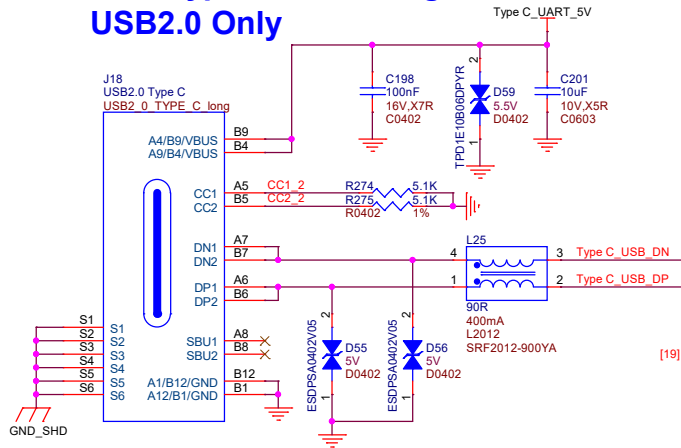 USB2.0 Only
Type C_UART_5V
J18
USB2.0 Type C
USB2_0_TYPE_C_long
A4/B9/VBUS
A9/B4/VBUS
B9
B4
C198
100nF
16V,X7R
C0402
TPD1E10B06DPYR
2
1
D59
5.5V
D0402
C201
10uF
10V,X5R
C0603
CC1
CC2
A5
B5
CC1_2
CC2_2
R274
R275
R0402
5.1K
5.1K
1%
DN1
DN2
A7
B7
DP1
DP2
A6
B6
L25
4
1
3
2
Type C_USB_DN
Type C_USB_DP
90R
400mA
L2012
SRF2012-900YA
[19]
S1
S2
S3
S4
S5
S6
S1
S2
S3
S4
S5
S6
SBU1
SBU2
A8
B8
A1/B12/GND
A12/B1/GND
B12
B1
ESDPSA0402V05
2
1
D55
5V
D0402
ESDPSA0402V05
2
1
D56
5V
D0402
GND_SHD